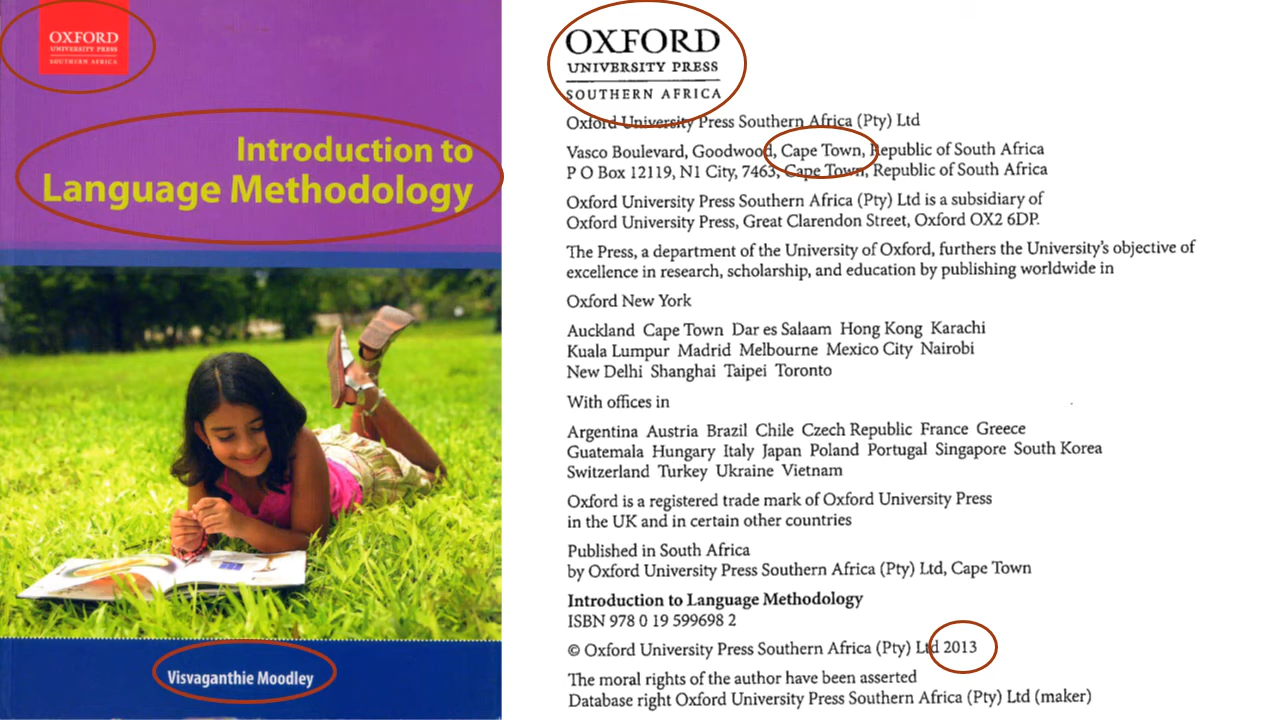 OXFORD
UNIVERSITY PRESS
SOUTHERN AFRICA
Introduction to
Language Methodology
Visvaganthie Moodley
OXFORD
UNIVERSITY PRESS
SOUTHERN AFRICA
Oxford University Press Southern Africa (Pty) Ltd
Vasco Boulevard, Goodwood, Cape Town, Republic of South Africa
P O Box 12119, N1 City, 7463, Cape Town, Republic of South Africa
Oxford University Press Southern Africa (Pty) Ltd is a subsidiary of
Oxford University Press, Great Clarendon Street, Oxford OX2 6DP.
The Press, a department of the University of Oxford, furthers the University's objective of
excellence in research, scholarship, and education by publishing worldwide in
Oxford New York
Auckland Cape Town Dar es Salaam Hong Kong Karachi
Kuala Lumpur Madrid Melbourne Mexico City Nairobi
New Delhi Shanghai Taipei Toronto
With offices in
Argentina Austria Brazil Chile Czech Republic France Greece
Guatemala Hungary Italy Japan Poland Portugal Singapore South Korea
Switzerland Turkey Ukraine Vietnam
Oxford is a registered trade mark of Oxford University Press
in the UK and in certain other countries
Published in South Africa
by Oxford University Press Southern Africa (Pty) Ltd, Cape Town
Introduction to Language Methodology
ISBN 978 0 19 599698 2
© Oxford University Press Southern Africa (Pty) Ltd 2013
The moral rights of the author have been asserted
Database right Oxford University Press Southern Africa (Pty) Ltd (maker)